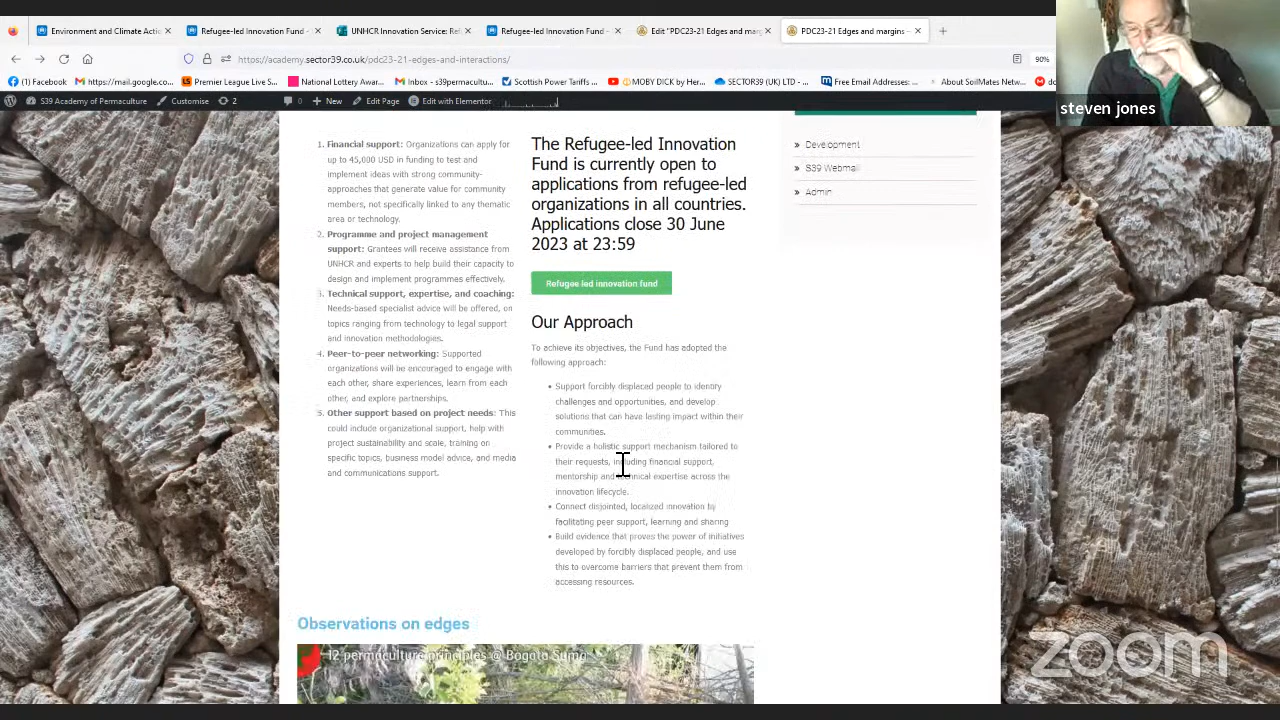 Environment and Climate Actic
Refugee-led Innovation Fund -
UNHCR Innovation Service: Re
Refugee-led Innovation Fund -
Edit "PDC23-21 Edges and marg
PDC23-21 Edges and margins –
https://academy.sector39.co.uk/pdc23-21-edges-and-interactions/
90%
(1) Facebook
https://mail.google.co...
Premier League Live S...
National Lottery Awar...
Inbox - s39permacultu...
Scottish Power Tariffs ...
MOBY DICK by Her...
SECTOR39 (UK) LTD - ...
Free Email Addresses: ...
About SoilMates Net...
S39 Academy of Permaculture
Customise
2
0
New
Edit Page
Edit with Elementor
steven jones
1. Financial support: Organizations can apply for
up to 45,000 USD in funding to test and
implement ideas with strong community-
approaches that generate value for community
members, not specifically linked to any thematic
area or technology.
2. Programme and project management
support: Grantees will receive assistance from
UNHCR and experts to help build their capacity to
design and implement programmes effectively.
3. Technical support, expertise, and coaching:
Needs-based specialist advice will be offered, on
topics ranging from technology to legal support
and innovation methodologies.
4. Peer-to-peer networking: Supported
organizations will be encouraged to engage with
each other, share experiences, learn from each
other, and explore partnerships.
5. Other support based on project needs: This
could include organizational support, help with
project sustainability and scale, training on
specific topics, business model advice, and media
and communications support.
The Refugee-led Innovation
Fund is currently open to
applications from refugee-led
organizations in all countries.
Applications close 30 June
2023 at 23:59
Refugee led innovation fund
Our Approach
To achieve its objectives, the Fund has adopted the
following approach:
• Support forcibly displaced people to identity
challenges and opportunities, and develop
solutions that can have lasting impact within their
communities.
• Provide a holistic support mechanism tailored to
their requests, including financial support,
mentorship and technical expertise across the
innovation lifecycle.
• Connect disjointed, localized innovation by
facilitating peer support, learning and sharing
• Build evidence that proves the power of initiatives
developed by forcibly displaced people, and use
this to overcome barriers that prevent them from
accessing resources.
Development
S39 Webmail
Admin
Observations on edges
12 permaculture principles @ Bogata Suma
zoom